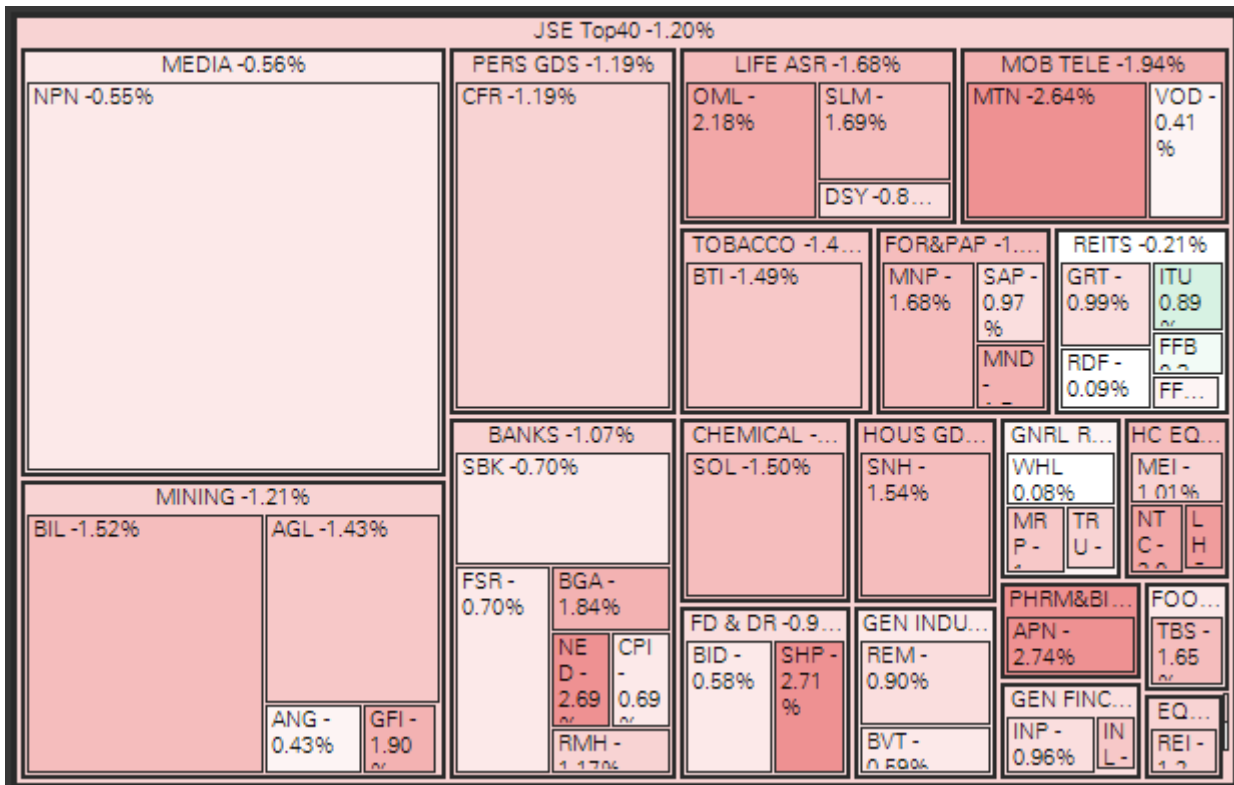 JSE Top40 -1.20%
MEDIA -0.56%
NPN -0.55%
PERS GDS -1.19%
CFR -1.19%
LIFE ASR -1.68%
OML -
2.18%
SLM -
1.69%
DSY -0.8...
MOB TELE -1.94%
MTN -2.64%
VOD -
0.41
%
TOBACCO -1.4...
BTI -1.49%
FOR&PAP -1....
MNP -
1.68%
SAP -
0.97
%
MND
-
REITS -0.21%
GRT -
0.99%
ITU
0.89
%
RDF -
0.09%
FFB
FF...
MINING -1.21%
BIL -1.52%
AGL -1.43%
ANG -
0.43%
GFI -
1.90
%
BANKS -1.07%
SBK -0.70%
FSR -
0.70%
BGA -
1.84%
NE
D -
2.69
%
CPI
-
0.69
%
RMH -
1.17%
CHEMICAL -...
SOL -1.50%
HOUS GD...
SNH -
1.54%
GNRL R...
WHL
0.08%
MR
P -
TR
U -
HC EQ...
MEI -
1.01%
NT
C -
L
H
FD & DR -0.9...
BID -
0.58%
SHP -
2.71
%
GEN INDU...
REM -
0.90%
BVT -
0.59%
PHRM&BI...
APN -
2.74%
FOO...
TBS -
1.65
%
GEN FINC...
INP -
0.96%
IN
L -
EQ...
REI -